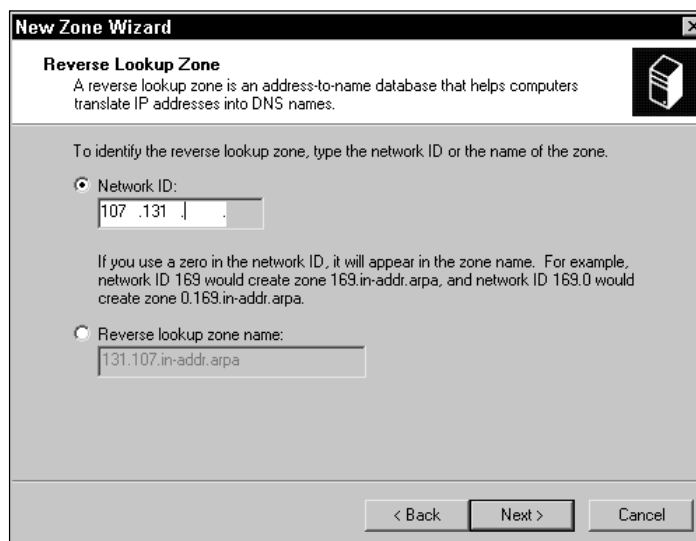 New Zone Wizard
Reverse Lookup Zone
A reverse lookup zone is an address-to-name database that helps computers
translate IP addresses into DNS names.
To identify the reverse lookup zone, type the network ID or the name of the zone.
Network ID:
107 .131 . .
If you use a zero in the network ID, it will appear in the zone name. For example,
network ID 169 would create zone 169.in-addr.arpa, and network ID 169.0 would
create zone 0.169.in-addr.arpa.
Reverse lookup zone name:
131.107.in-addr.arpa
< Back
Next >
Cancel